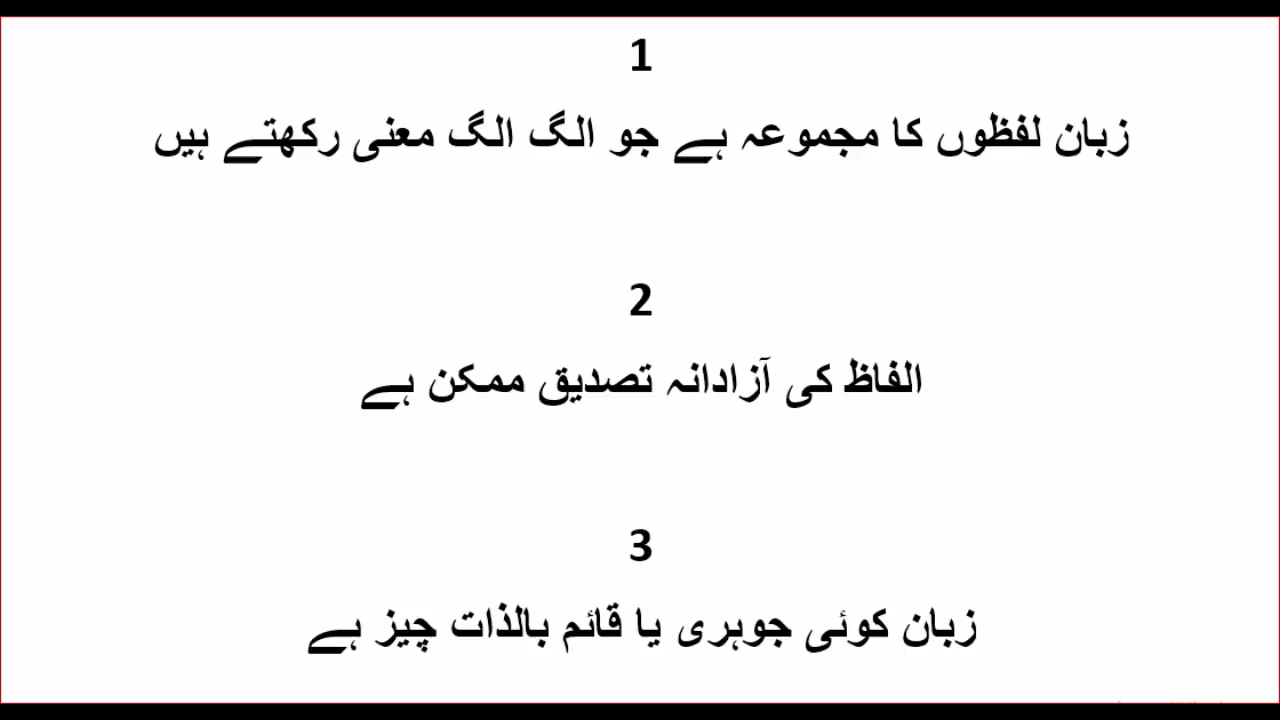 1
زبان لفظوں کا مجموعہ ہے جو الگ الگ معنی رکھتے ہیں
2
الفاظ کی آزادانہ تصدیق ممکن ہے
3
زبان کوئی جوہری یا قائم بالذات چیز ہے